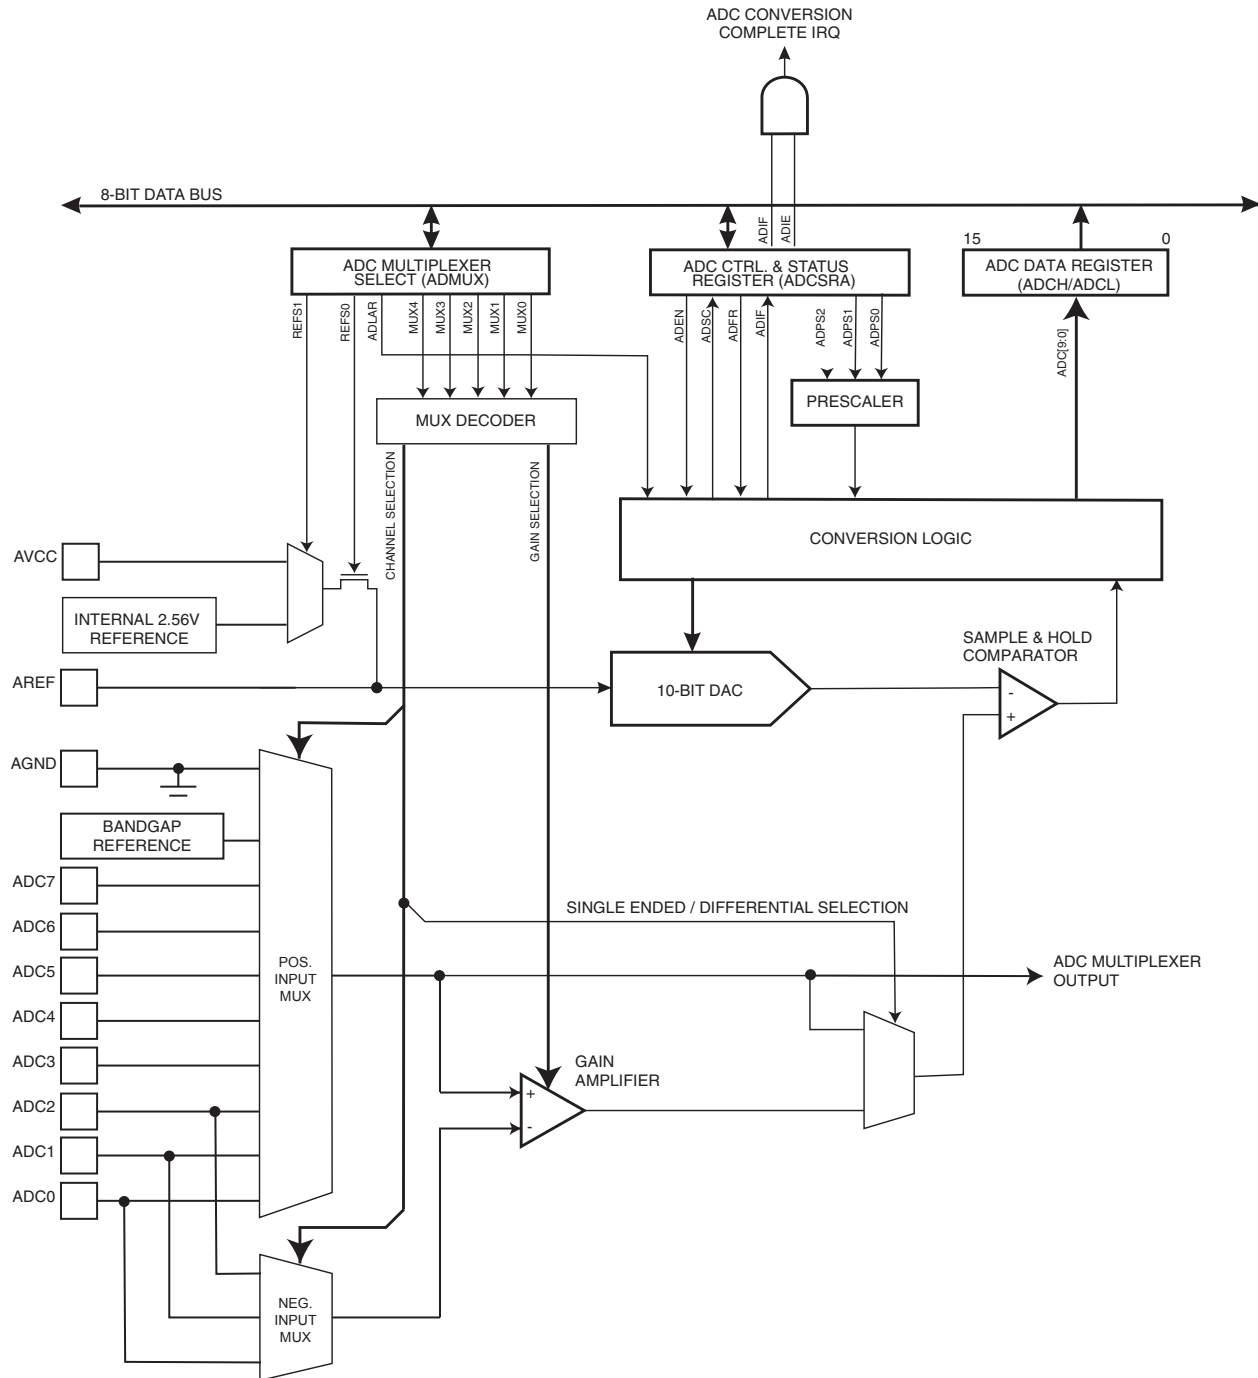 ADC CONVERSION
COMPLETE IRQ
8-BIT DATA BUS
ADIF
ADIE
15
0
ADC MULTIPLEXER
SELECT (ADMUX)
ADC CTRL. & STATUS
REGISTER (ADCSRA)
ADC DATA REGISTER
(ADCH/ADCL)
REFS1
REFS0
ADLAR
MUX4
MUX3
MUX2
MUX1
MUX0
ADEN
ADSC
ADFR
ADIF
ADPS2
ADPS1
ADPS0
ADC[9:0]
MUX DECODER
PRESCALER
CHANNEL SELECTION
GAIN SELECTION
CONVERSION LOGIC
AVCC
INTERNAL 2.56V
REFERENCE
AREF
10-BIT DAC
SAMPLE & HOLD
COMPARATOR
-
+
AGND
BANDGAP
REFERENCE
ADC7
ADC6
ADC5
ADC4
ADC3
ADC2
ADC1
ADC0
POS.
INPUT
MUX
SINGLE ENDED / DIFFERENTIAL SELECTION
ADC MULTIPLEXER
OUTPUT
GAIN
AMPLIFIER
+
-
NEG.
INPUT
MUX